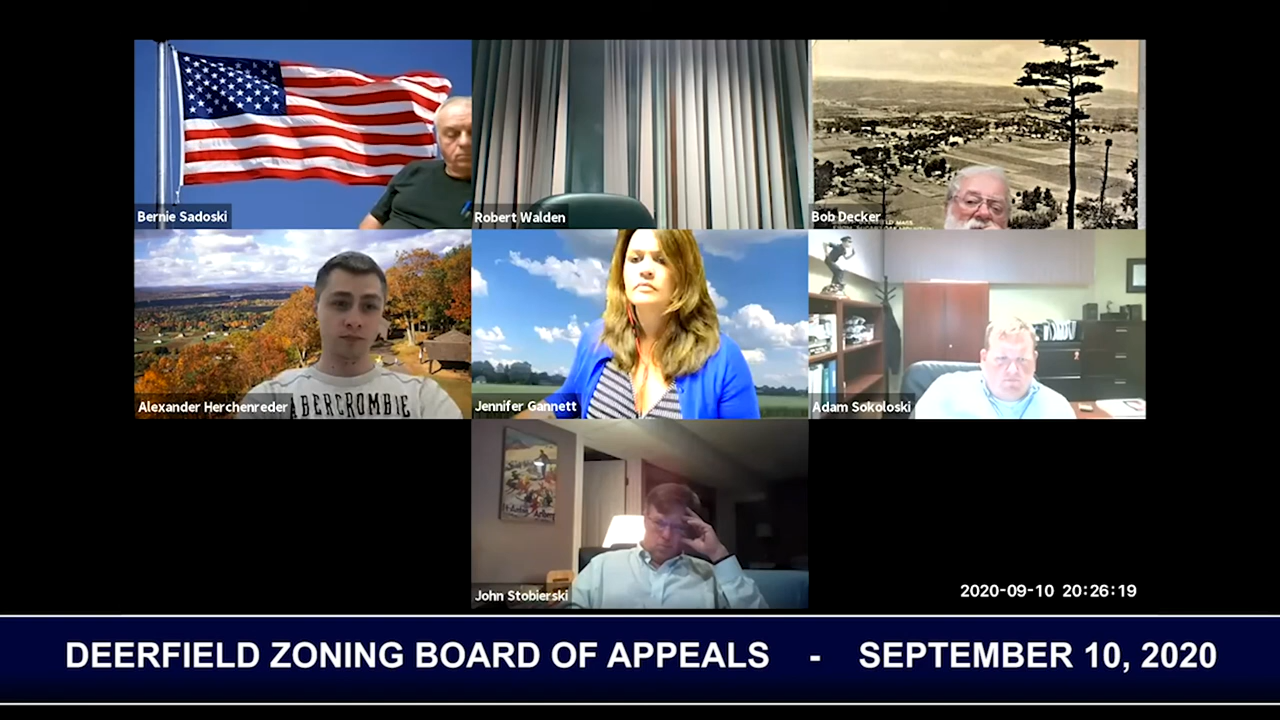 Bernie Sadoski
Robert Walden
Bob Decker
Alexander Herchenreder
ABERCROMBIE
Jennifer Gannett
Adam Sokoloski
John Stobierski
2020-09-10 20:26:19
DEERFIELD ZONING BOARD OF APPEALS - SEPTEMBER 10, 2020